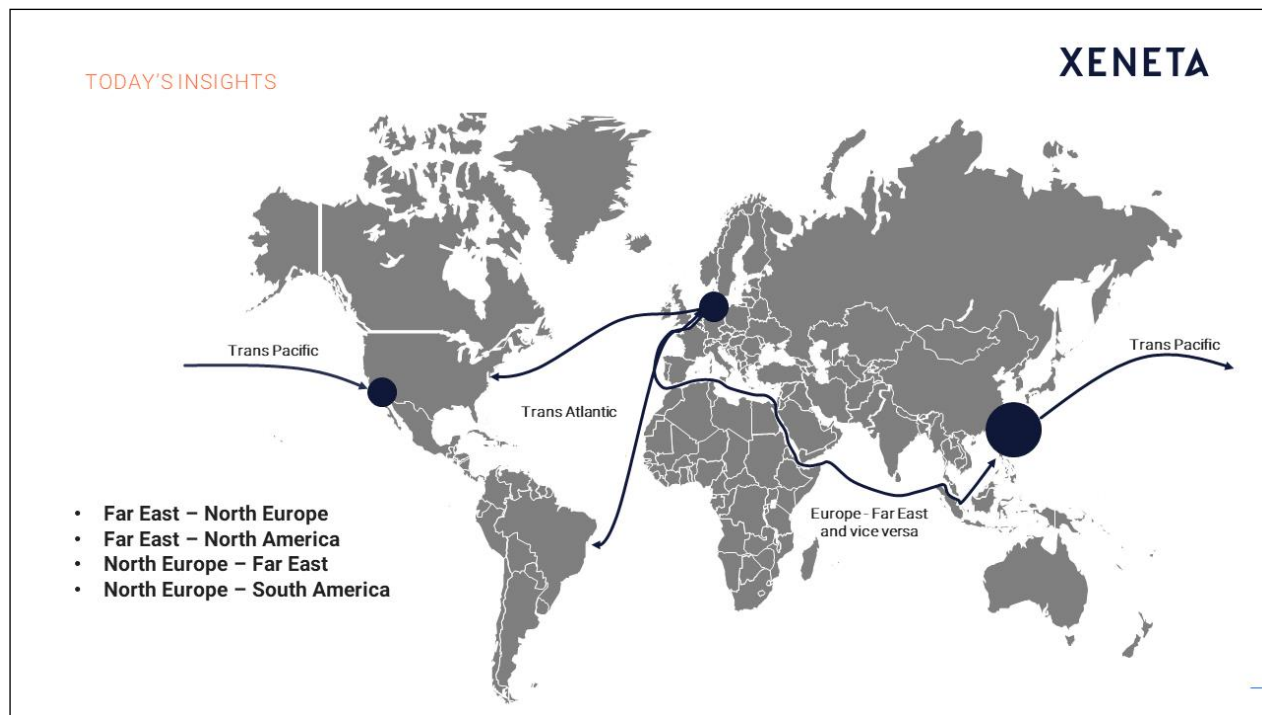 XENETA
TODAY'S INSIGHTS
Trans Pacific
Trans Pacific
Trans Atlantic
Europe - Far East
and vice versa
• Far East – North Europe
• Far East – North America
• North Europe – Far East
• North Europe – South America